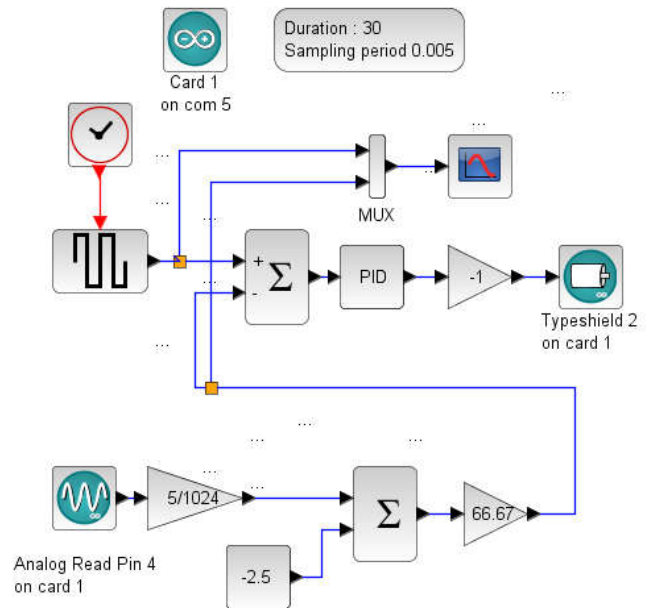 Duration : 30
Sampling period 0.005
Card 1
on com 5
...
...
...
...
MUX
...
...
+
-
Σ
PID
-1
...
Typeshield 2
on card 1
...
...
...
...
...
...
5/1024
Σ
66.67
Analog Read Pin 4
on card 1
-2.5